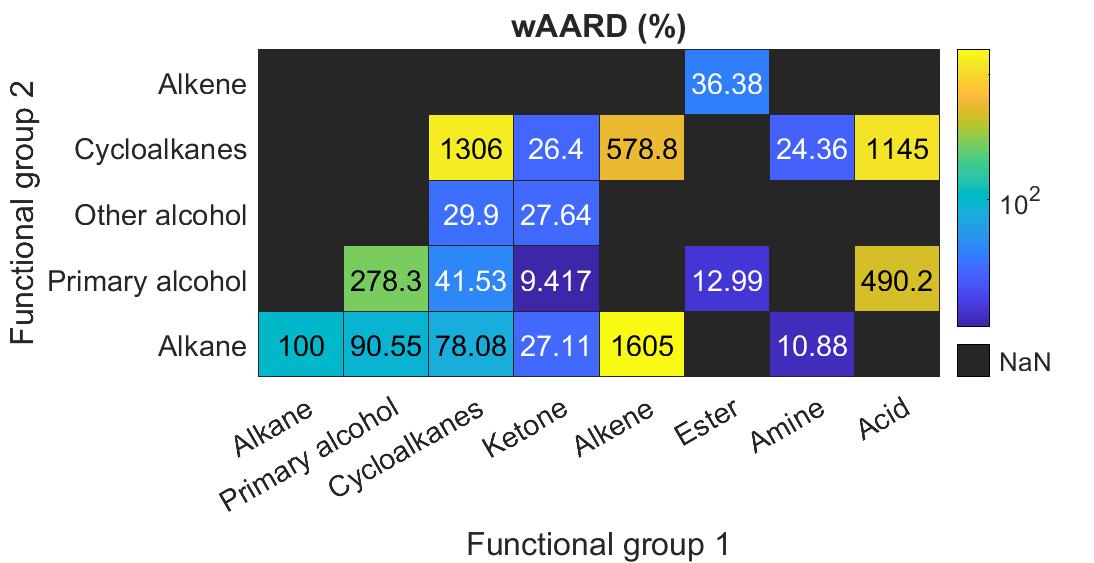 wAARD (%)
Functional group 2
Alkene 36.38
Cycloalkanes 1306 26.4 578.8 24.36 1145
Other alcohol 29.9 27.64
Primary alcohol 278.3 41.53 9.417 12.99 490.2
Alkane 100 90.55 78.08 27.11 1605 10.88
10²
NaN
Alkane
Primary alcohol
Cycloalkanes
Ketone
Alkene
Ester
Amine
Acid
Functional group 1